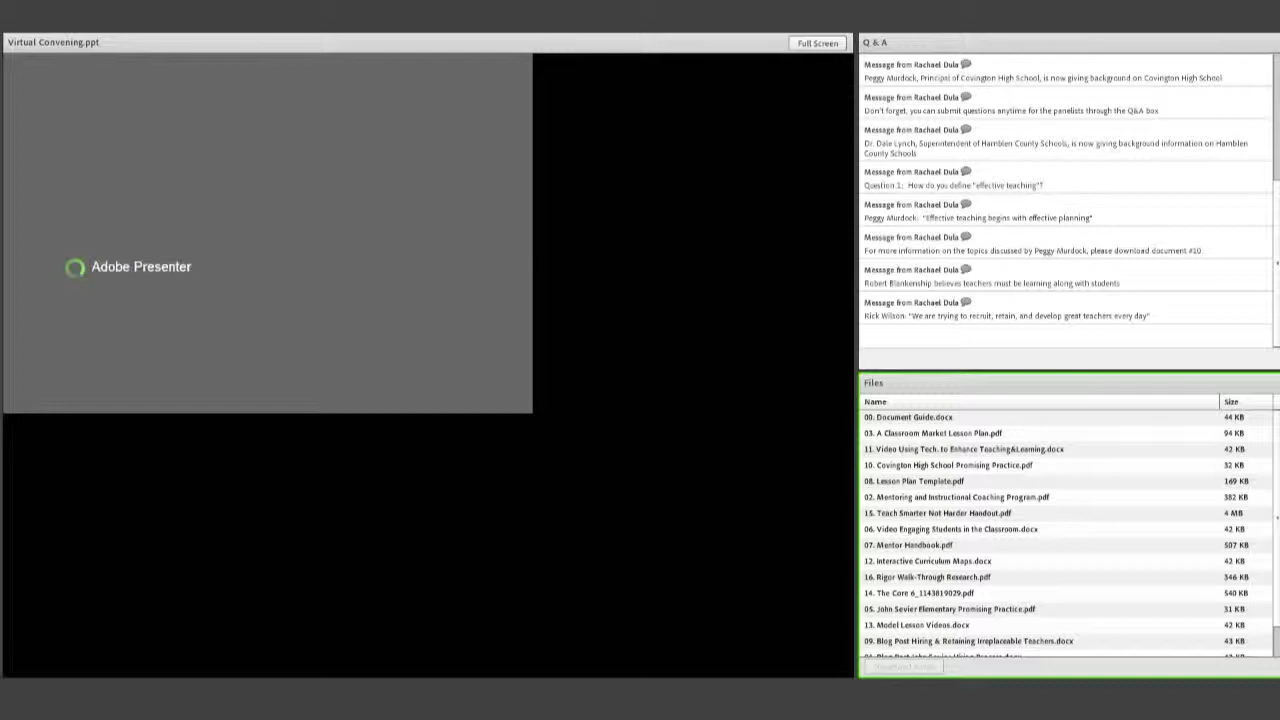 Virtual Convening.ppt
Full Screen
Adobe Presenter
Q & A
Message from Rachael Dula
Peggy Murdock, Principal of Covington High School, is now giving background on Covington High School
Message from Rachael Dula
Don't forget, you can submit questions anytime for the panelists through the Q&A box
Message from Rachael Dula
Dr. Dale Lynch, Superintendent of Hamblen County Schools, is now giving background information on Hamblen
County Schools
Message from Rachael Dula
Question 1: How do you define "effective teaching"?
Message from Rachael Dula
Peggy Murdock: "Effective teaching begins with effective planning"
Message from Rachael Dula
For more information on the topics discussed by Peggy Murdock, please download document #10
Message from Rachael Dula
Robert Blankenship believes teachers must be learning along with students
Message from Rachael Dula
Rick Wilson: "We are trying to recruit, retain, and develop great teachers every day"
Files
Name Size
00. Document Guide.docx 44 KB
03. A Classroom Market Lesson Plan.pdf 94 KB
11. Video Using Tech. to Enhance Teaching&Learning.docx 42 KB
10. Covington High School Promising Practice.pdf 32 KB
08. Lesson Plan Template.pdf 169 KB
02. Mentoring and Instructional Coaching Program.pdf 382 KB
15. Teach Smarter Not Harder Handout.pdf 4 MB
06. Video Engaging Students in the Classroom.docx 42 KB
07. Mentor Handbook.pdf 507 KB
12. Interactive Curriculum Maps.docx 42 KB
16. Rigor Walk-Through Research.pdf 346 KB
14. The Core 6_1143819029.pdf 540 KB
05. John Sevier Elementary Promising Practice.pdf 31 KB
13. Model Lesson Videos.docx 42 KB
09. Blog Post Hiring & Retaining Irreplaceable Teachers.docx 43 KB